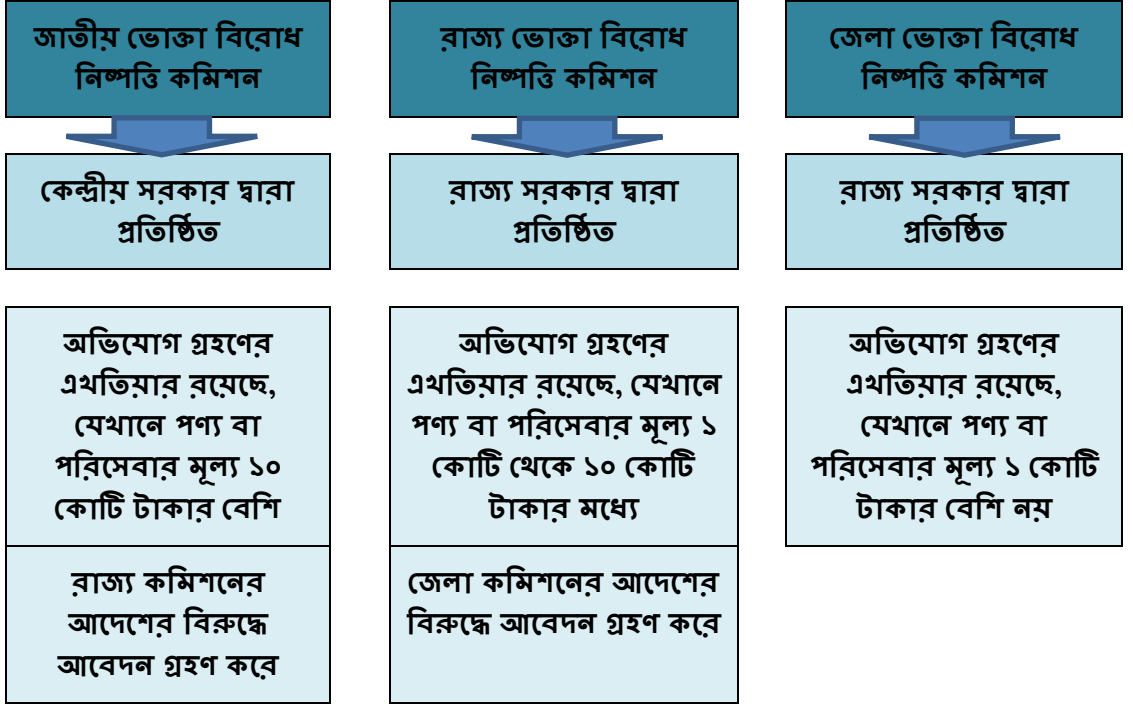 জাতীয় ভোক্তা বিরোধ
নিষ্পত্তি কমিশন
কেন্দ্রীয় সরকার দ্বারা
প্রতিষ্ঠিত
অভিযোগ গ্রহণের
এখতিয়ার রয়েছে,
যেখানে পণ্য বা
পরিসেবার মূল্য ১০
কোটি টাকার বেশি
রাজ্য কমিশনের
আদেশের বিরুদ্ধে
আবেদন গ্রহণ করে
রাজ্য ভোক্তা বিরোধ
নিষ্পত্তি কমিশন
রাজ্য সরকার দ্বারা
প্রতিষ্ঠিত
অভিযোগ গ্রহণের
এখতিয়ার রয়েছে, যেখানে
পণ্য বা পরিসেবার মূল্য ১
কোটি থেকে ১০ কোটি
টাকার মধ্যে
জেলা কমিশনের আদেশের
বিরুদ্ধে আবেদন গ্রহণ করে
জেলা ভোক্তা বিরোধ
নিষ্পত্তি কমিশন
রাজ্য সরকার দ্বারা
প্রতিষ্ঠিত
অভিযোগ গ্রহণের
এখতিয়ার রয়েছে,
যেখানে পণ্য বা
পরিসেবার মূল্য ১ কোটি
টাকার বেশি নয়